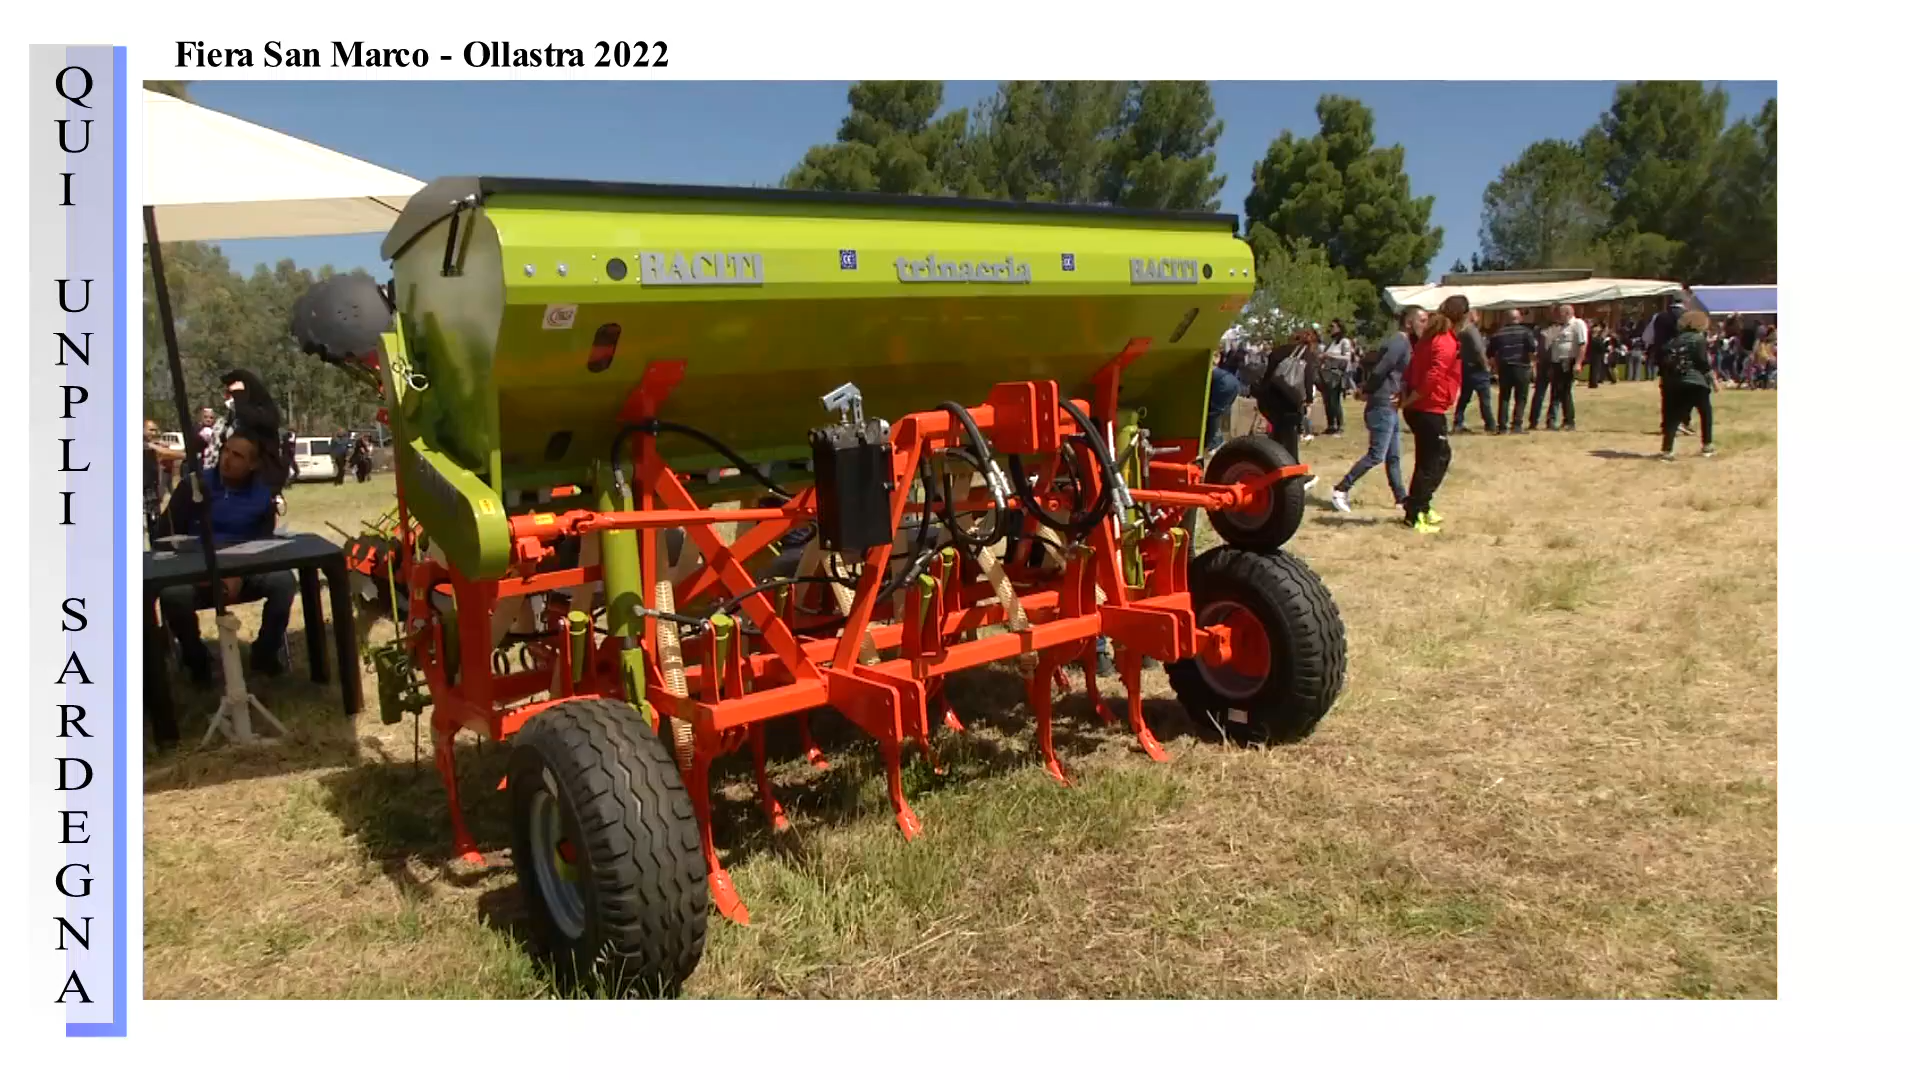 Fiera San Marco - Ollastra 2022
QUI UNPLI SARDEGNA
BACITI trinacria BACITI